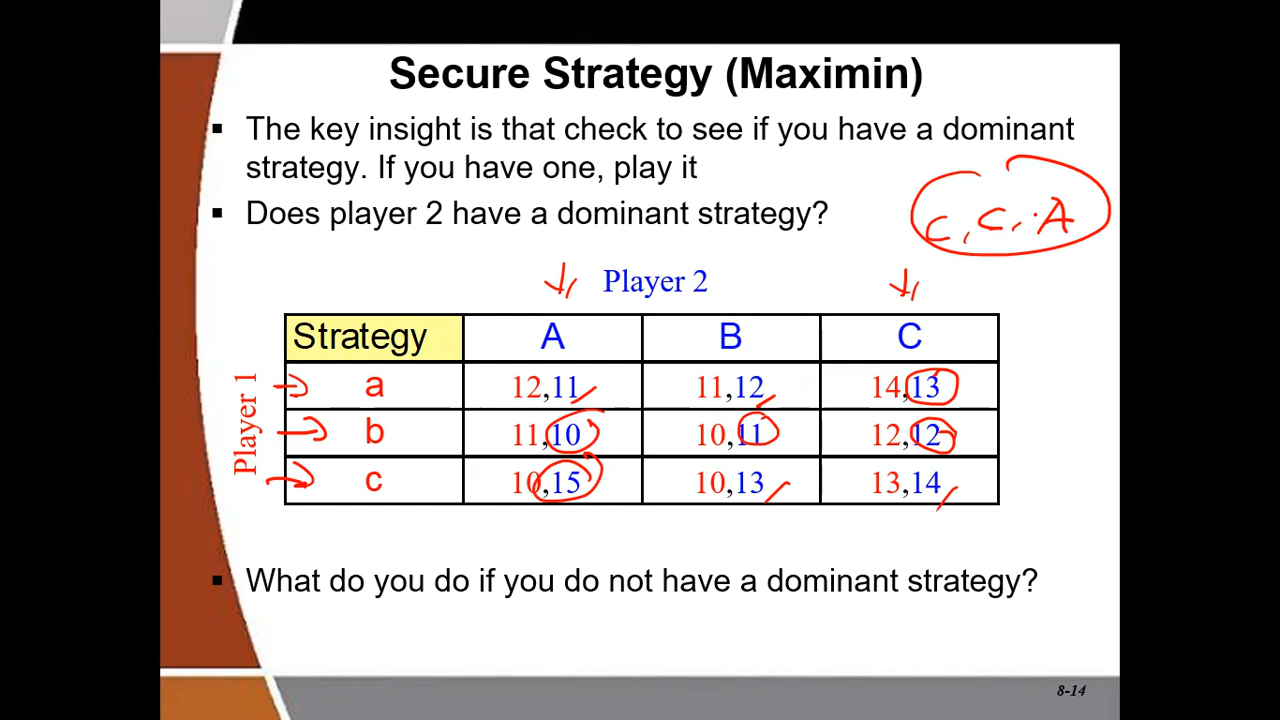 Secure Strategy (Maximin)
▪ The key insight is that check to see if you have a dominant
strategy. If you have one, play it
▪ Does player 2 have a dominant strategy?
C, C, A
Player 2
Strategy A B C
Player 1
a 12,11 11,12 14,13
b 11,10 10,11 12,12
c 10,15 10,13 13,14
▪ What do you do if you do not have a dominant strategy?
8-14